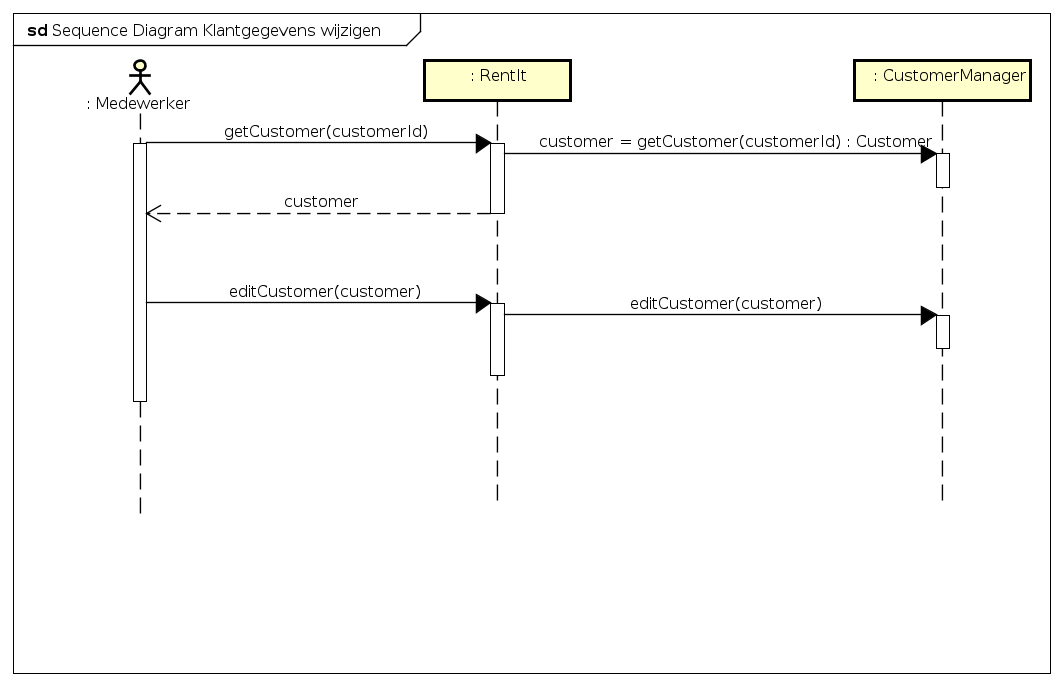 sd Sequence Diagram Klantgegevens wijzigen
: Medewerker
: RentIt
: CustomerManager
getCustomer(customerId)
customer = getCustomer(customerId) : Customer
customer
editCustomer(customer)
editCustomer(customer)